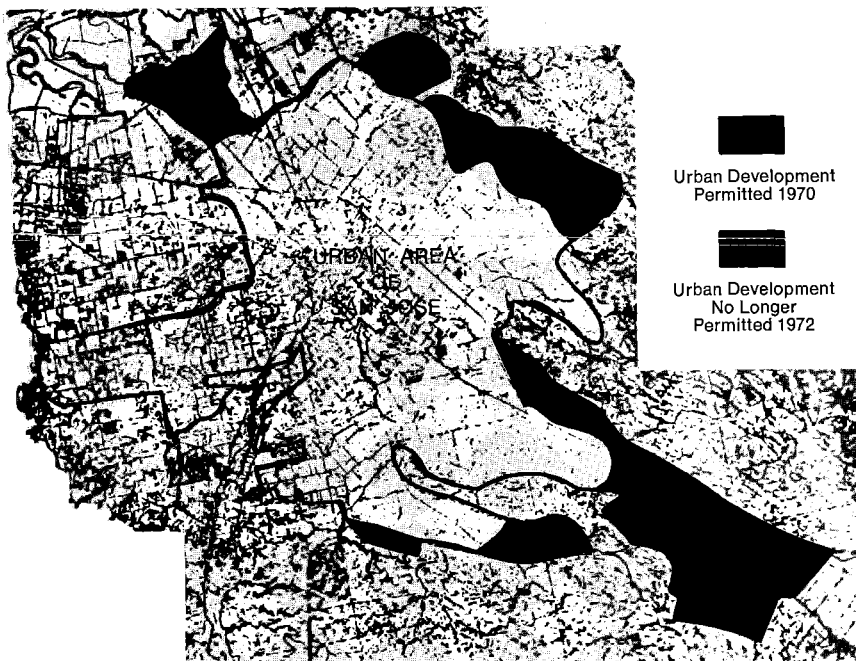 URBAN AREA
OF
SAN JOSE
Urban Development
Permitted 1970
Urban Development
No Longer
Permitted 1972